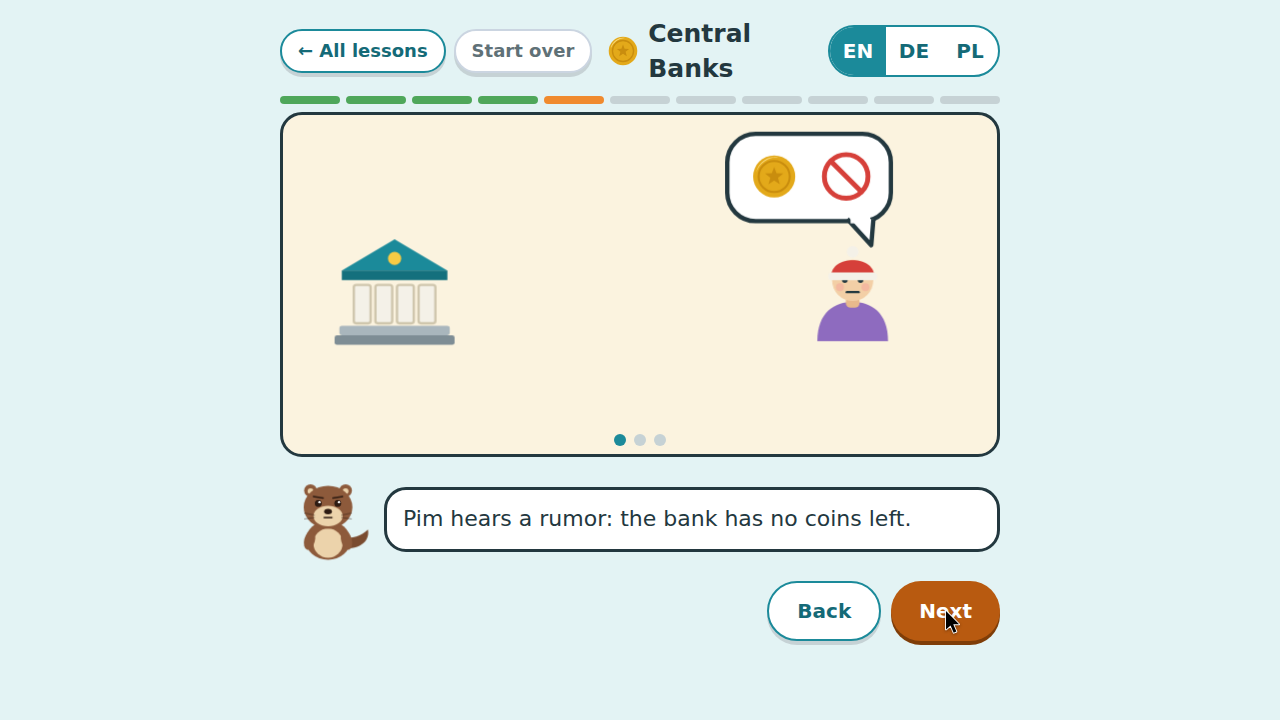 ← All lessons
Start over
Central
Banks
EN DE PL
Pim hears a rumor: the bank has no coins left.
Back
Next